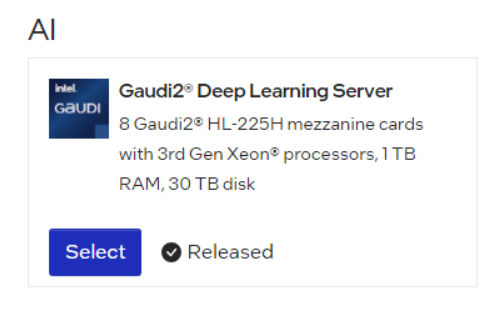 AI
intel
GAUDI
Gaudi2® Deep Learning Server
8 Gaudi2® HL-225H mezzanine cards
with 3rd Gen Xeon® processors, 1 TB
RAM, 30 TB disk
Select
Released